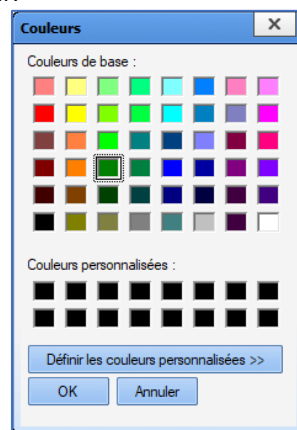 Couleurs
Couleurs de base :
Couleurs personnalisées :
Définir les couleurs personnalisées >>
OK
Annuler